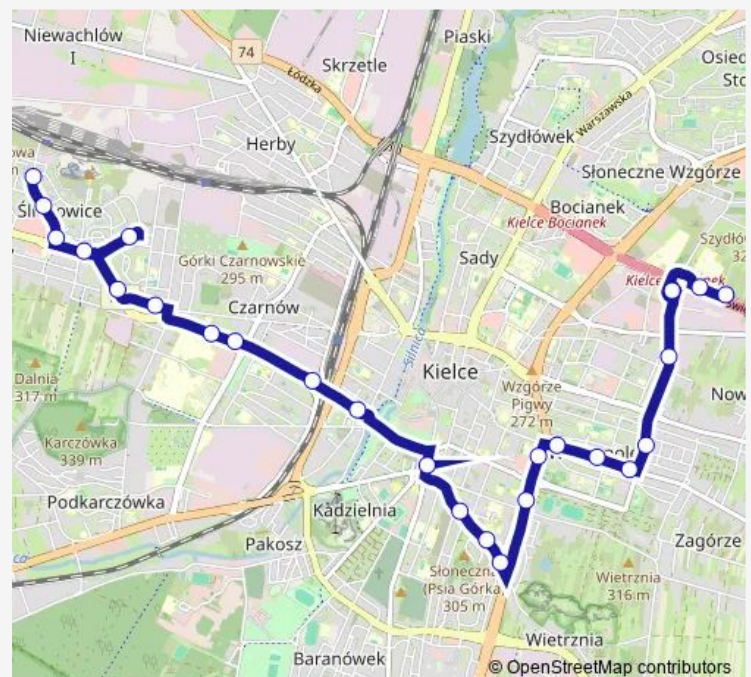 Niewachlów
I
Piaski
74
Skrzetle
Łódzka
Osied
Sto
Herby
Szydłówek
Warszawska
Słoneczne Wzgórze
Bocianek
Kielce Bocianek
Górki Czarnowskie
295 m
Sady
Szydł
32
Czarnów
Silnica
Kielce
Dalnia
317 m
Wzgórze
Pigwy
272 m
Now
Karczówka
339 m
Podkarczówka
Kadzielnia
Pakosz
Zagórze
Słoneczna
(Psia Górka)
305 m
Wietrznia
316 m
Wietrznia
Baranówek
© OpenStreetMap contributors